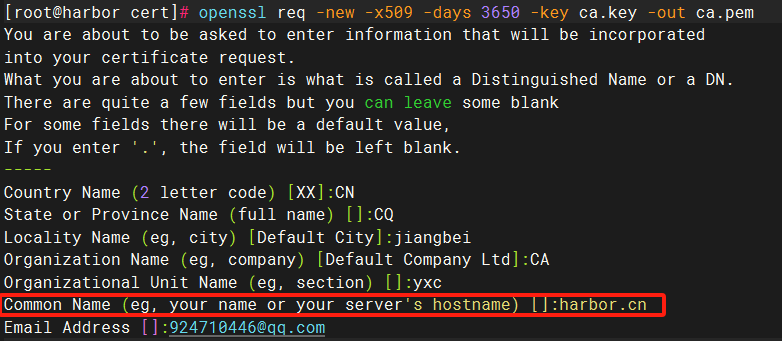 [root@harbor cert]# openssl req -new -x509 -days 3650 -key ca.key -out ca.pem
You are about to be asked to enter information that will be incorporated
into your certificate request.
What you are about to enter is what is called a Distinguished Name or a DN.
There are quite a few fields but you can leave some blank
For some fields there will be a default value,
If you enter '.', the field will be left blank.
-----
Country Name (2 letter code) [XX]:CN
State or Province Name (full name) []:CQ
Locality Name (eg, city) [Default City]:jiangbei
Organization Name (eg, company) [Default Company Ltd]:CA
Organizational Unit Name (eg, section) []:yxc
Common Name (eg, your name or your server's hostname) []:harbor.cn
Email Address []:924710446@qq.com